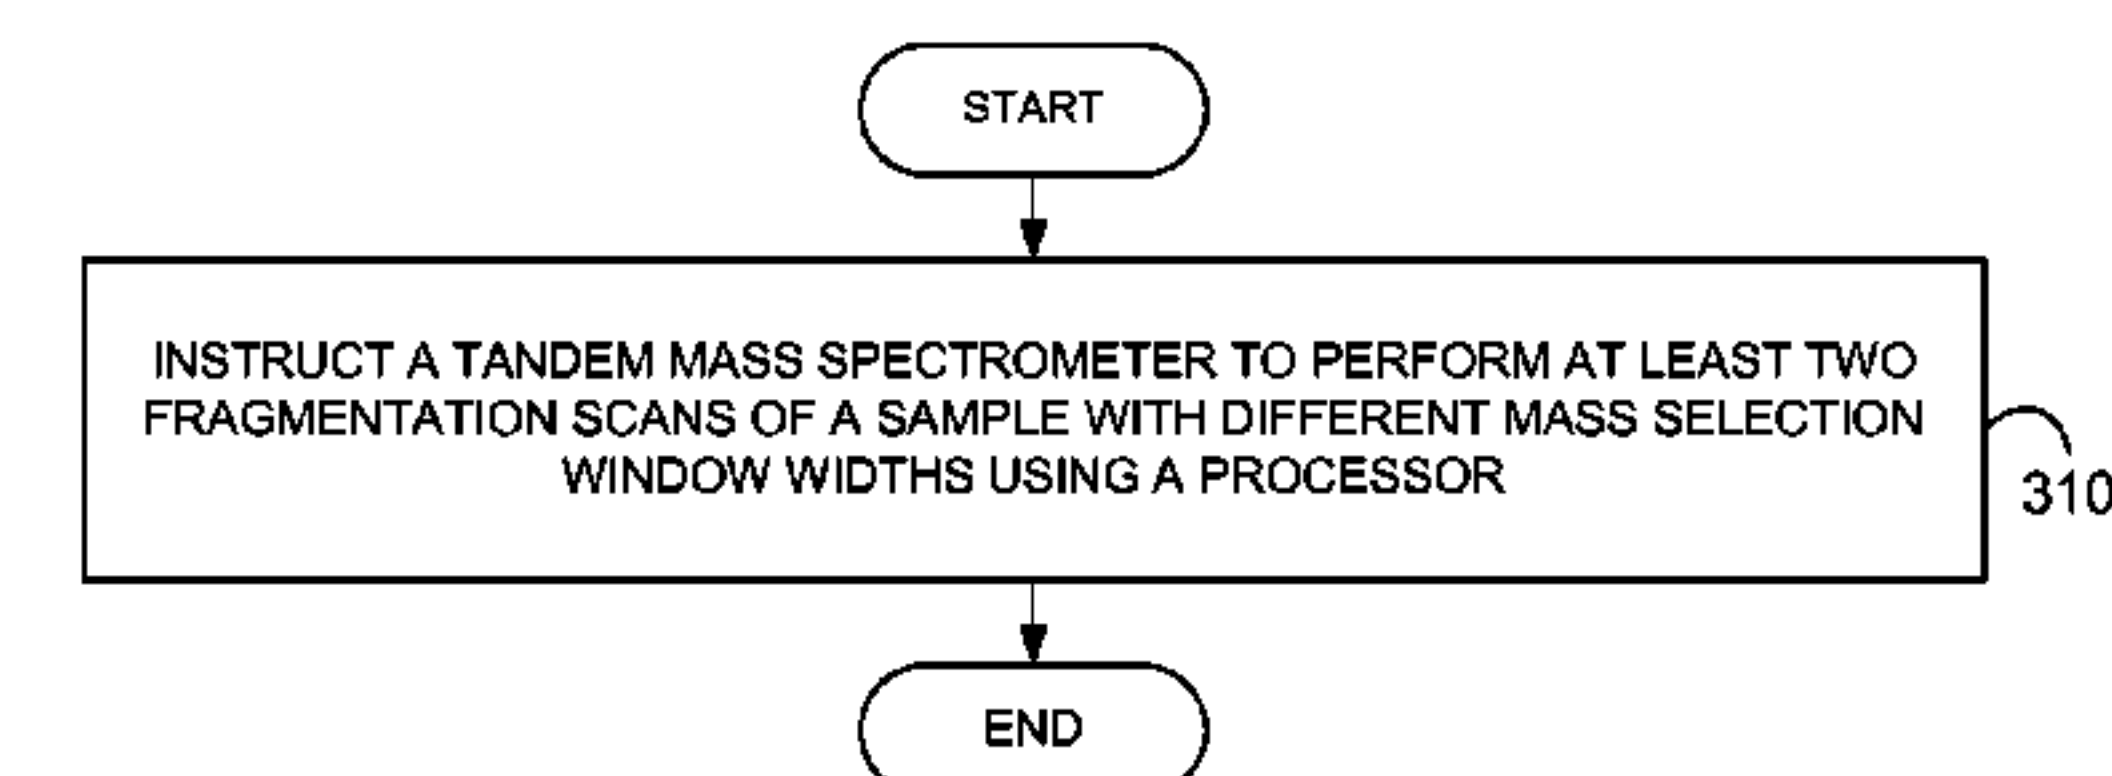 START
INSTRUCT A TANDEM MASS SPECTROMETER TO PERFORM AT LEAST TWO
FRAGMENTATION SCANS OF A SAMPLE WITH DIFFERENT MASS SELECTION
WINDOW WIDTHS USING A PROCESSOR
310
END